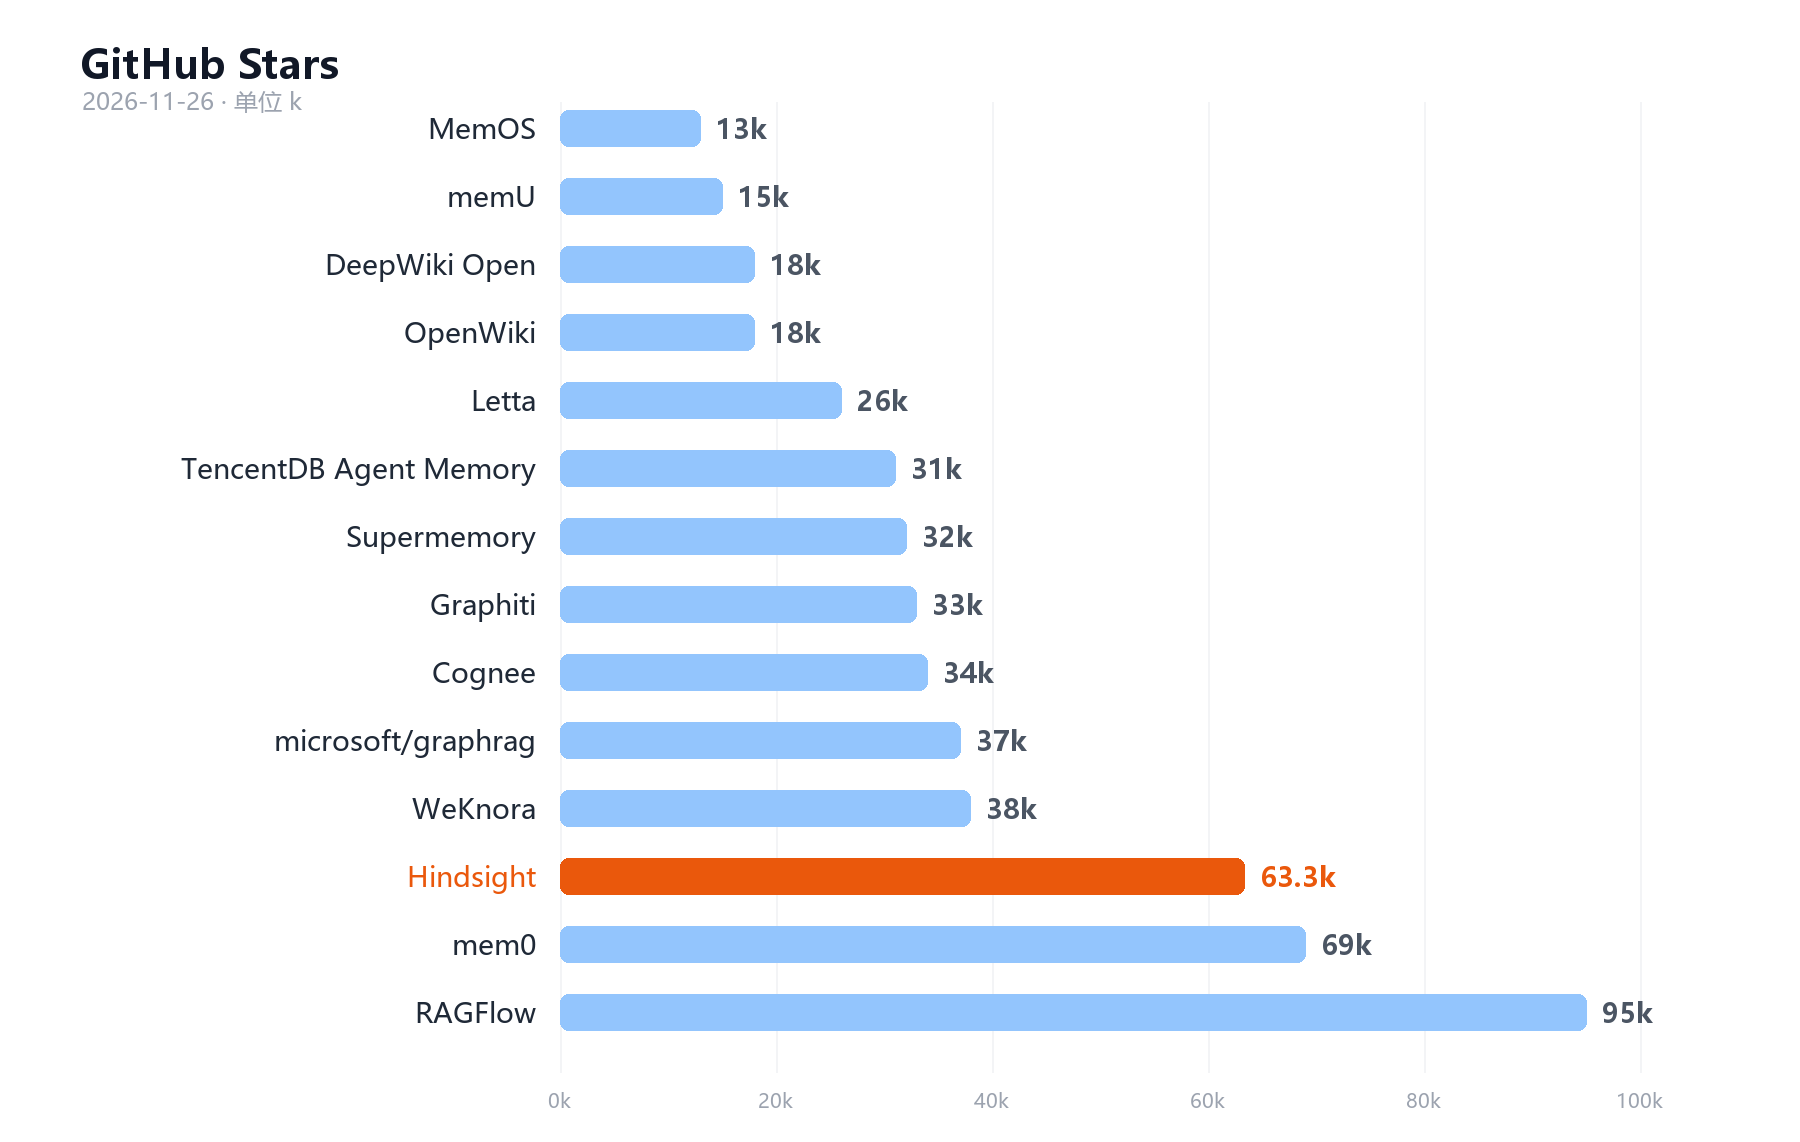 GitHub Stars
2026-11-26 · 单位 k
MemOS 13k
memU 15k
DeepWiki Open 18k
OpenWiki 18k
Letta 26k
TencentDB Agent Memory 31k
Supermemory 32k
Graphiti 33k
Cognee 34k
microsoft/graphrag 37k
WeKnora 38k
Hindsight 63.3k
mem0 69k
RAGFlow 95k
0k 20k 40k 60k 80k 100k